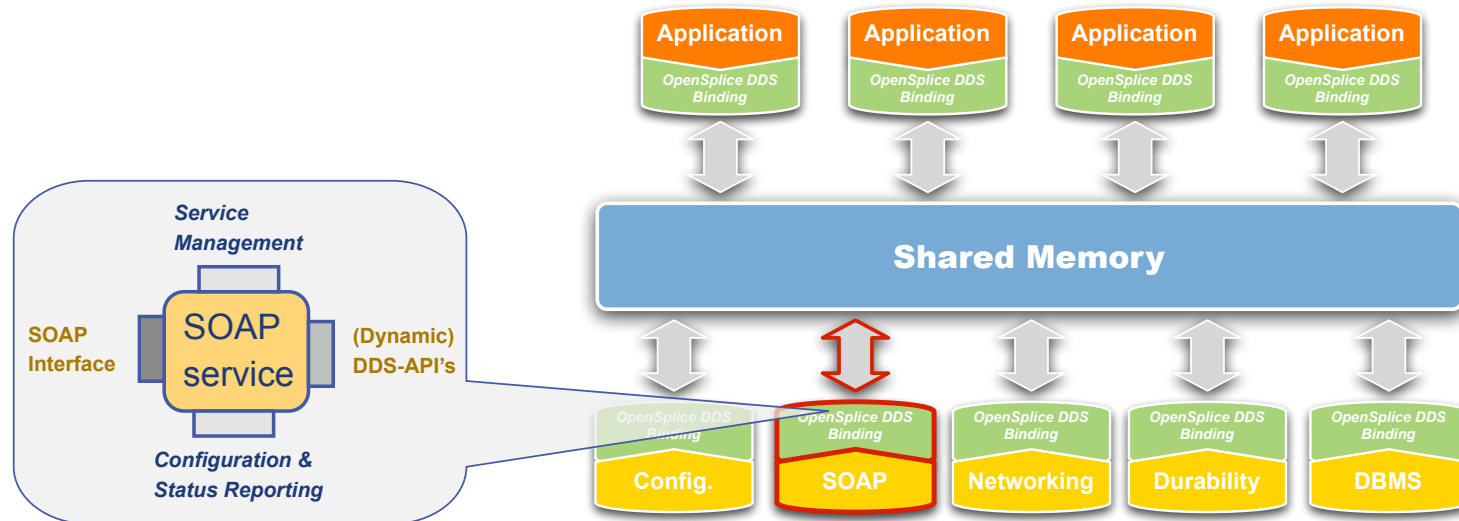 Application
OpenSplice DDS
Binding
Application
OpenSplice DDS
Binding
Application
OpenSplice DDS
Binding
Application
OpenSplice DDS
Binding
Shared Memory
Service
Management
SOAP
Interface
SOAP
service
(Dynamic)
DDS-API's
Configuration &
Status Reporting
OpenSplice DDS
Binding
Config.
OpenSplice DDS
Binding
SOAP
OpenSplice DDS
Binding
Networking
OpenSplice DDS
Binding
Durability
OpenSplice DDS
Binding
DBMS